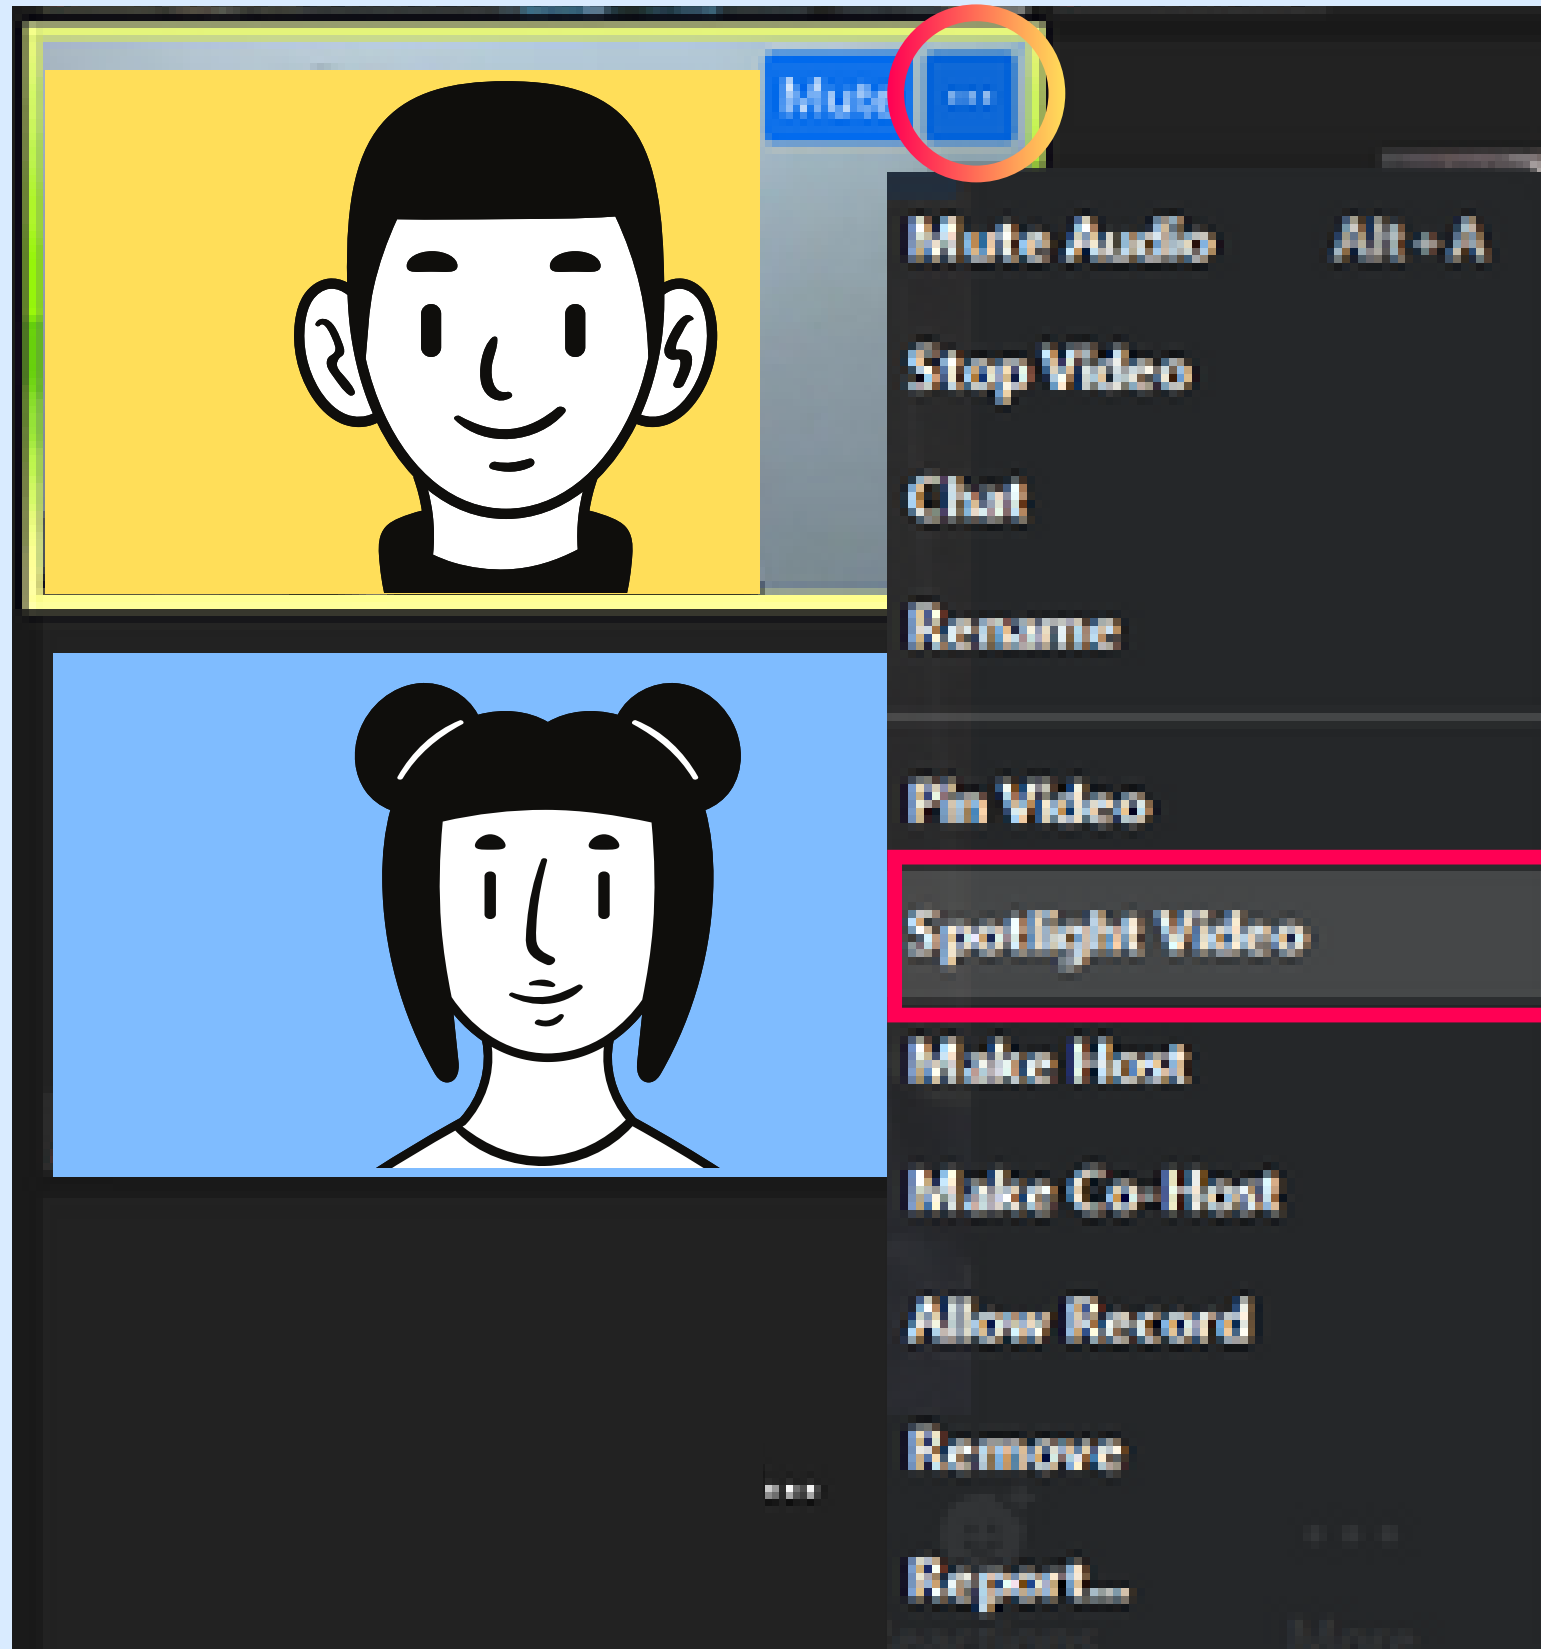 Mute ...
Mute Audio Alt+A
Stop Video
Chat
Rename
Pin Video
Spotlight Video
Make Host
Make Co-Host
Allow Record
Remove
...
Report...
More